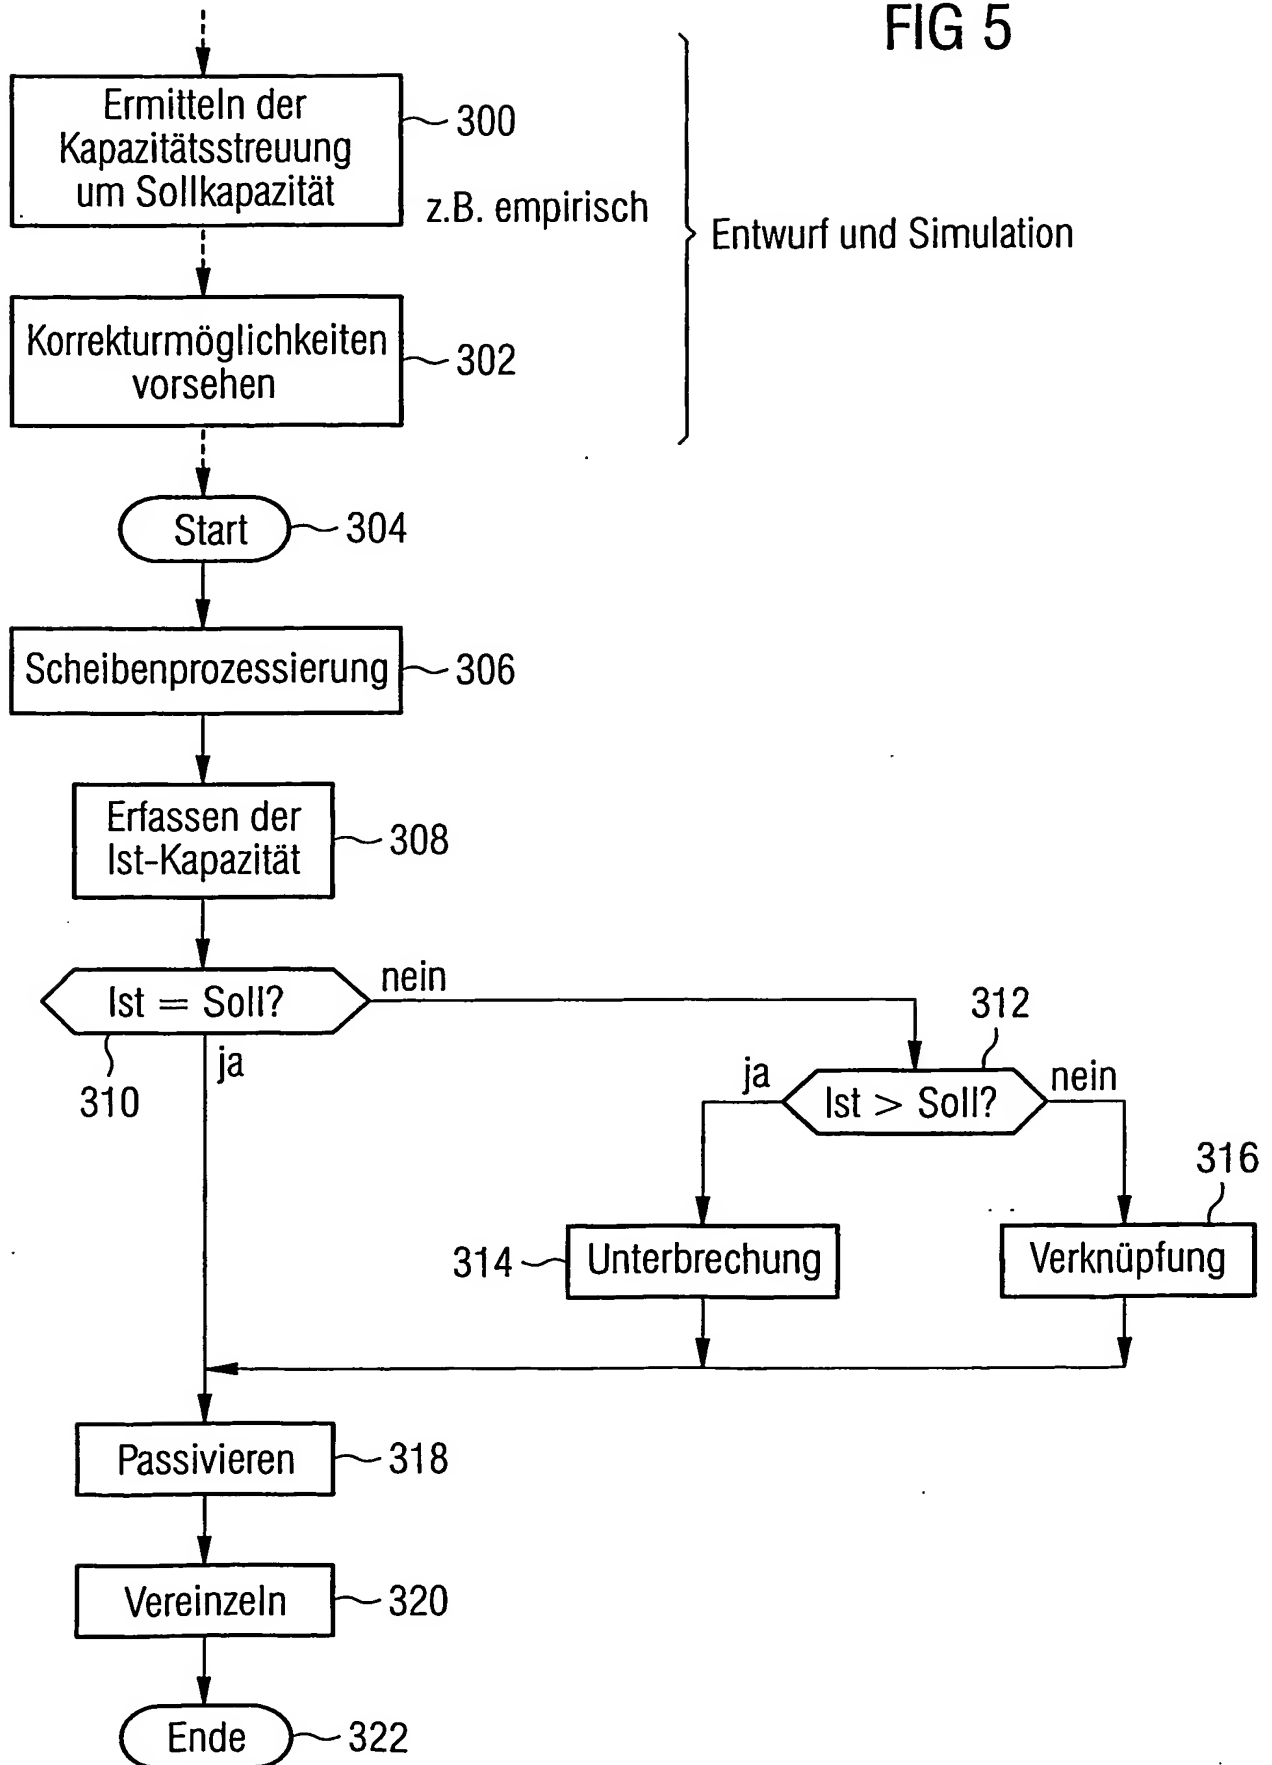 FIG 5
Ermitteln der
Kapazitätsstreuung
um Sollkapazität
300
z.B. empirisch
Entwurf und Simulation
Korrekturmöglichkeiten
vorsehen
302
Start
304
Scheibenprozessierung
306
Erfassen der
Ist-Kapazität
308
Ist = Soll?
nein
ja
310
312
Ist > Soll?
ja
nein
314
Unterbrechung
316
Verknüpfung
Passivieren
318
Vereinzeln
320
Ende
322